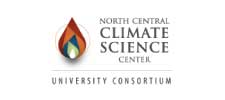 NORTH CENTRAL
CLIMATE SCIENCE
CENTER
UNIVERSITY CONSORTIUM